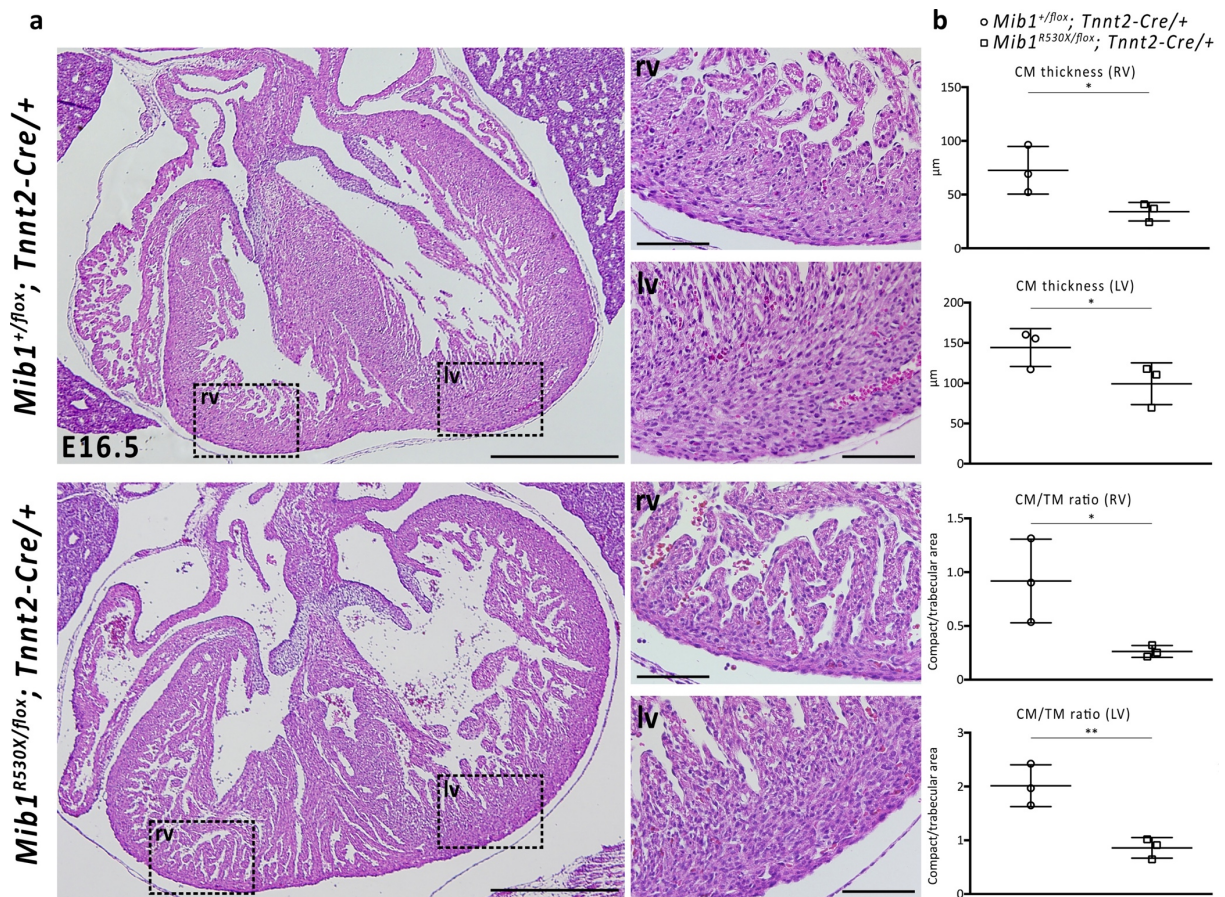 a
Mib1+/flox; Tnnt2-Cre/+
rv
lv
E16.5
rv
lv
Mib1R530X/flox; Tnnt2-Cre/+
rv
lv
rv
lv
b
Mib1+/flox; Tnnt2-Cre/+
Mib1R530X/flox; Tnnt2-Cre/+
CM thickness (RV)
*
150
100
50
0
µm
CM thickness (LV)
*
200
150
100
50
0
µm
CM/TM ratio (RV)
*
1.5
1.0
0.5
0
Compact/trabecular area
CM/TM ratio (LV)
**
3
2
1
0
Compact/trabecular area